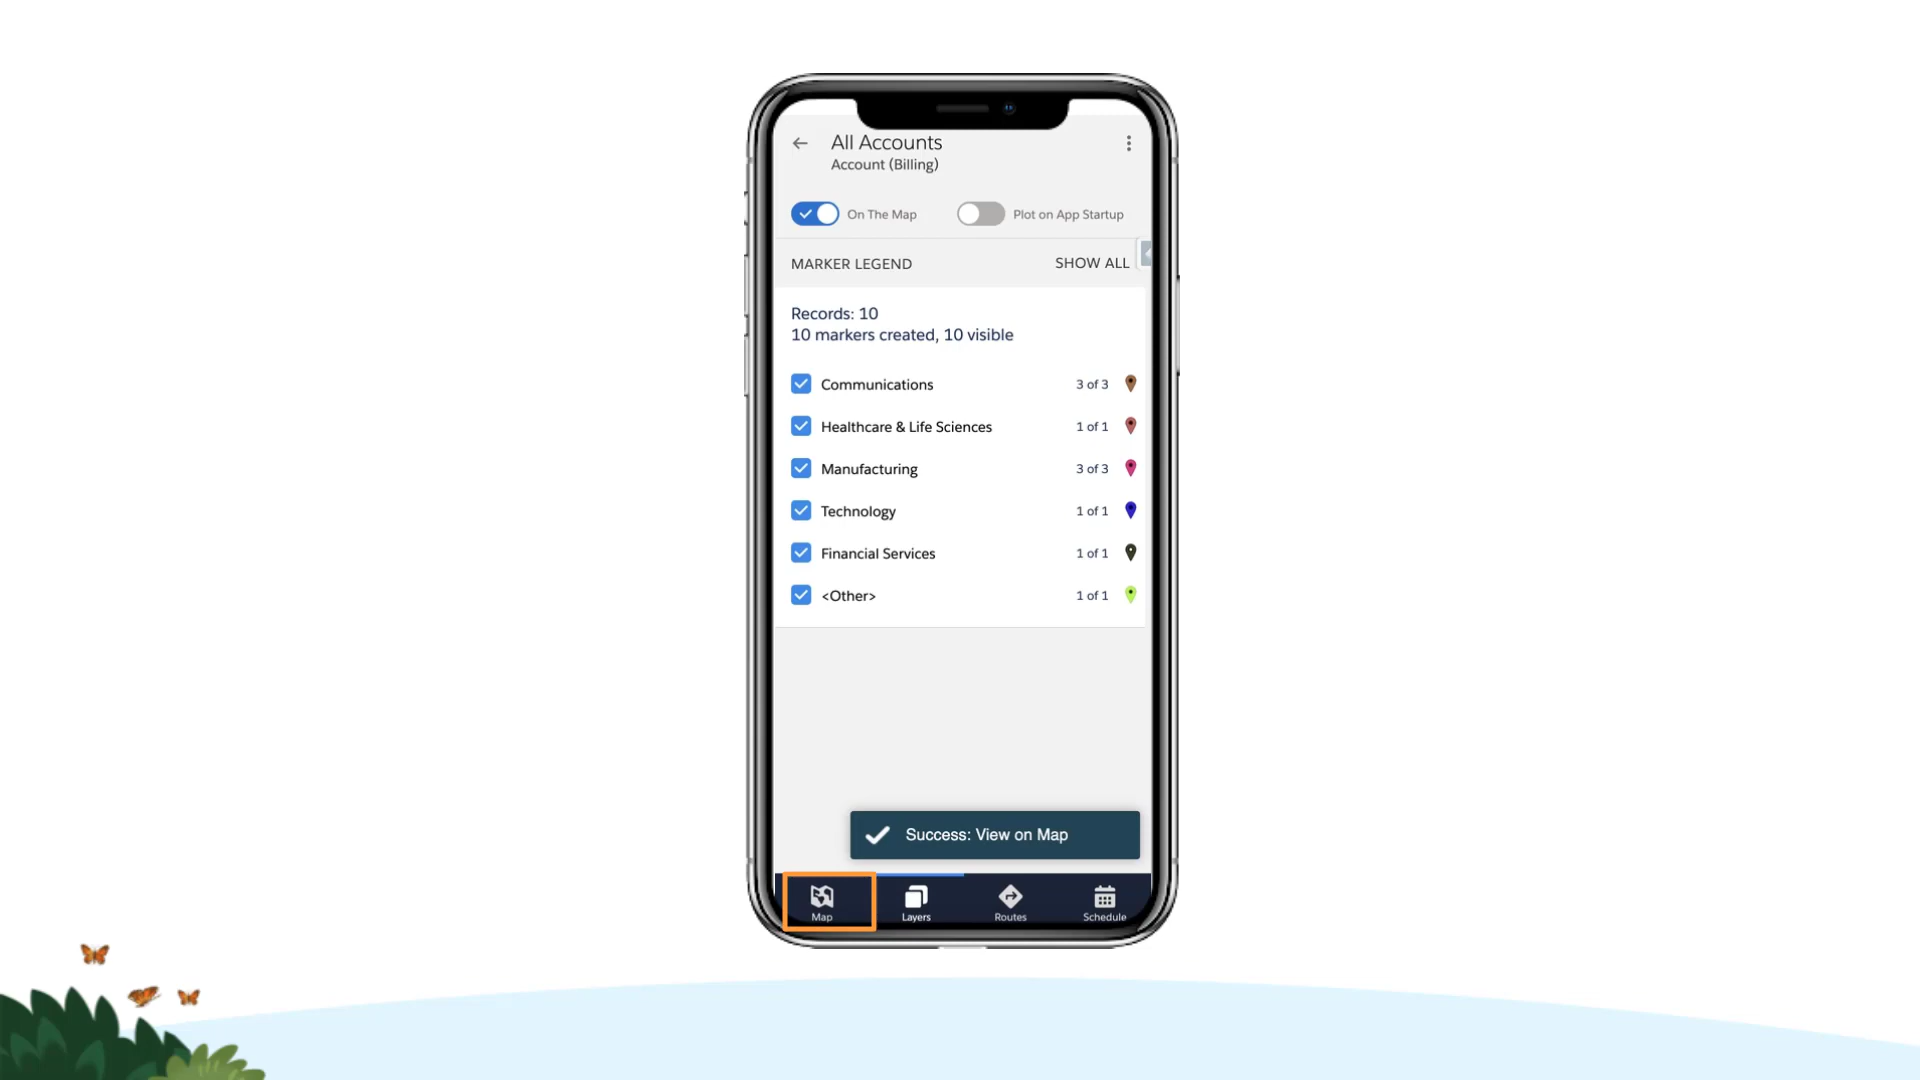 All Accounts
Account (Billing)
On The Map
Plot on App Startup
MARKER LEGEND
SHOW ALL
Records: 10
10 markers created, 10 visible
Communications 3 of 3
Healthcare & Life Sciences 1 of 1
Manufacturing 3 of 3
Technology 1 of 1
Financial Services 1 of 1
<Other> 1 of 1
Success: View on Map
Map
Layers
Routes
Schedule